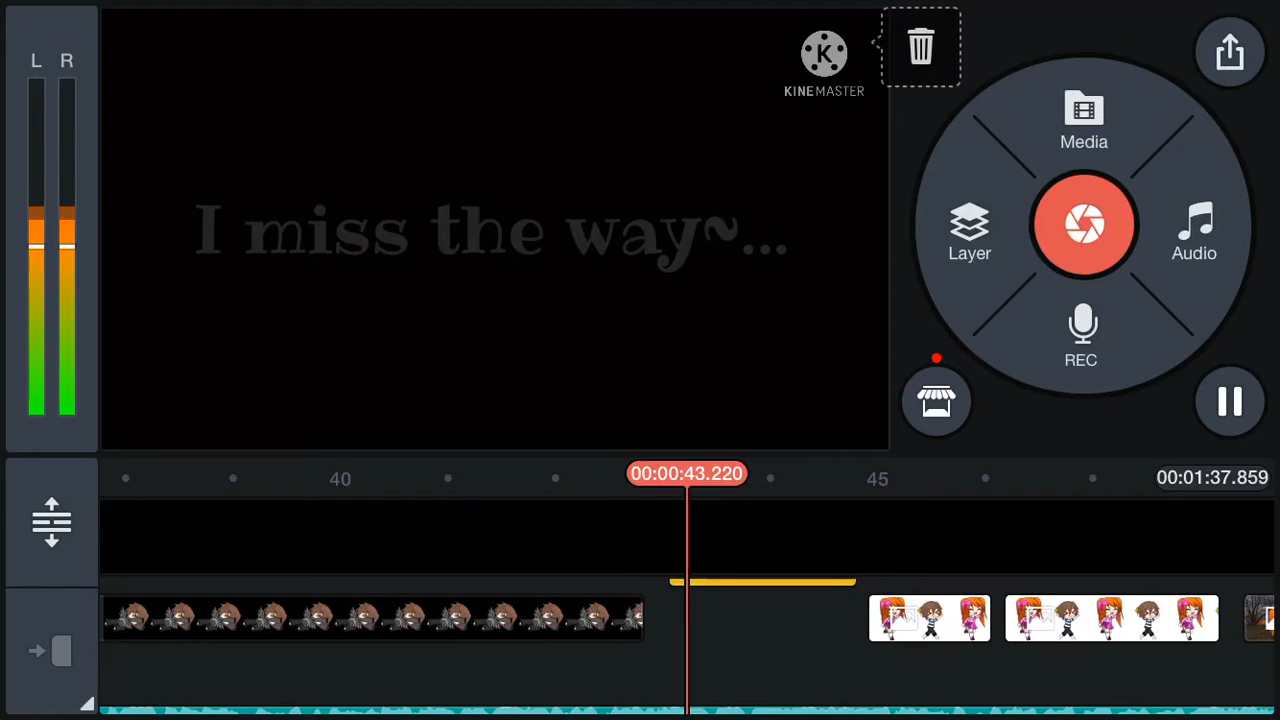 L R
KINEMASTER
Media
I miss the way~...
Layer
Audio
REC
40
00:00:43.220
45
00:01:37.859